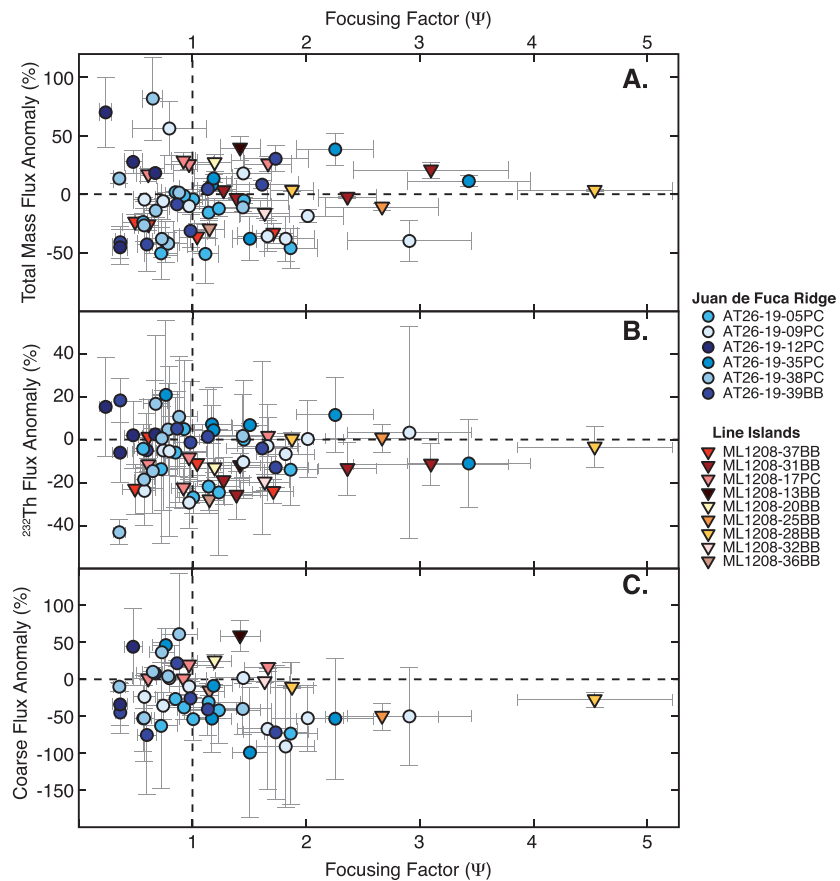 Focusing Factor (Ψ)
1 2 3 4 5
A.
Total Mass Flux Anomaly (%)
100
50
0
-50
B.
²³²Th Flux Anomaly (%)
40
20
0
-20
-40
C.
Coarse Flux Anomaly (%)
100
50
0
-50
-100
-150
1 2 3 4 5
Focusing Factor (Ψ)
Juan de Fuca Ridge
AT26-19-05PC
AT26-19-09PC
AT26-19-12PC
AT26-19-35PC
AT26-19-38PC
AT26-19-39BB
Line Islands
ML1208-37BB
ML1208-31BB
ML1208-17PC
ML1208-13BB
ML1208-20BB
ML1208-25BB
ML1208-28BB
ML1208-32BB
ML1208-36BB